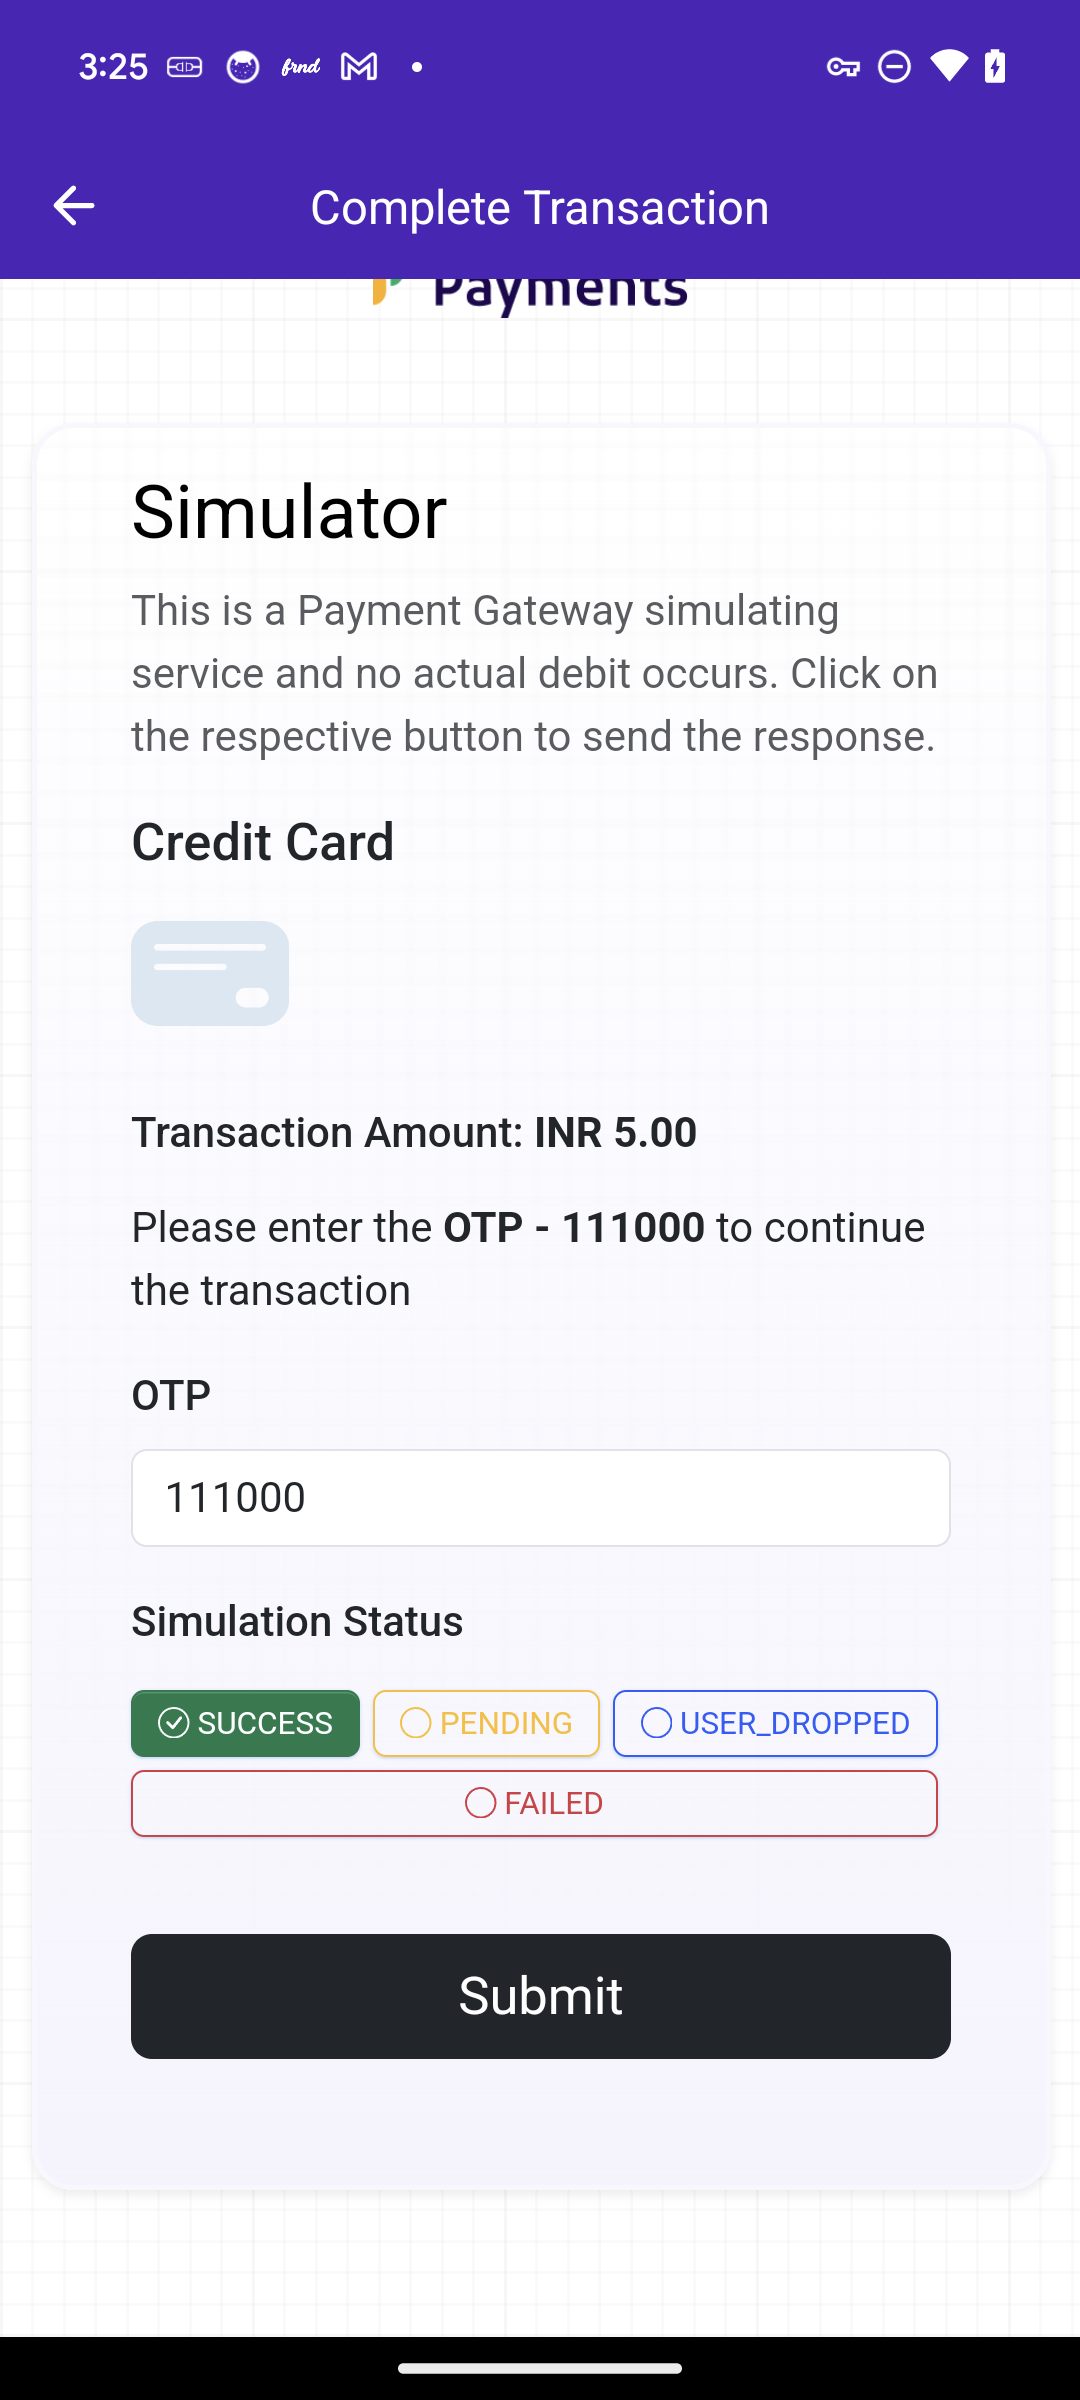 3:25
frnd
Complete Transaction
Payments
Simulator
This is a Payment Gateway simulating
service and no actual debit occurs. Click on
the respective button to send the response.
Credit Card
Transaction Amount: INR 5.00
Please enter the OTP - 111000 to continue
the transaction
OTP
111000
Simulation Status
SUCCESS
PENDING
USER_DROPPED
FAILED
Submit